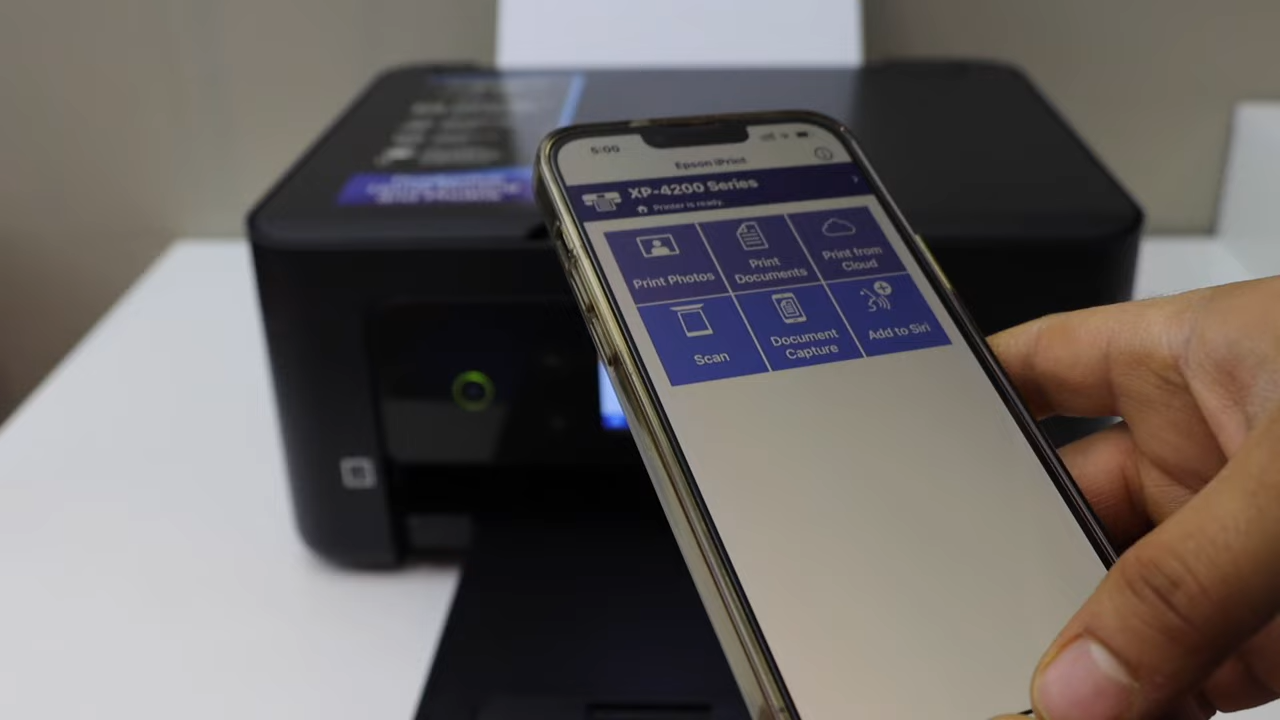 5:00
Epson iPrint
XP-4200 Series
Printer is ready.
Print Photos
Print
Documents
Print from
Cloud
Scan
Document
Capture
Add to Siri